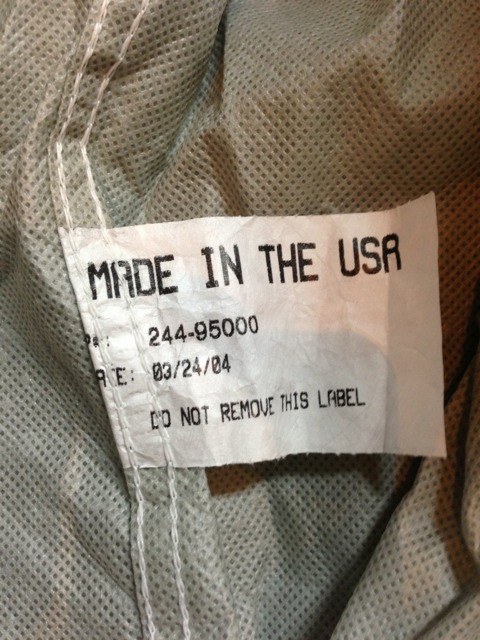 MADE IN THE USA
244-95000
03/24/04
DO NOT REMOVE THIS LABEL